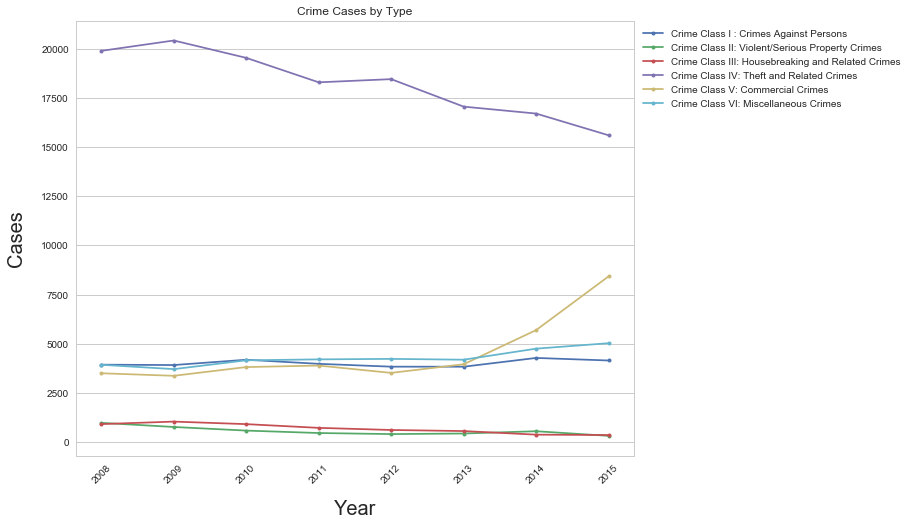 Crime Cases by Type
Crime Class I : Crimes Against Persons
Crime Class II: Violent/Serious Property Crimes
Crime Class III: Housebreaking and Related Crimes
Crime Class IV: Theft and Related Crimes
Crime Class V: Commercial Crimes
Crime Class VI: Miscellaneous Crimes
20000
17500
15000
12500
10000
7500
5000
2500
0
Cases
2008 2009 2010 2011 2012 2013 2014 2015
Year